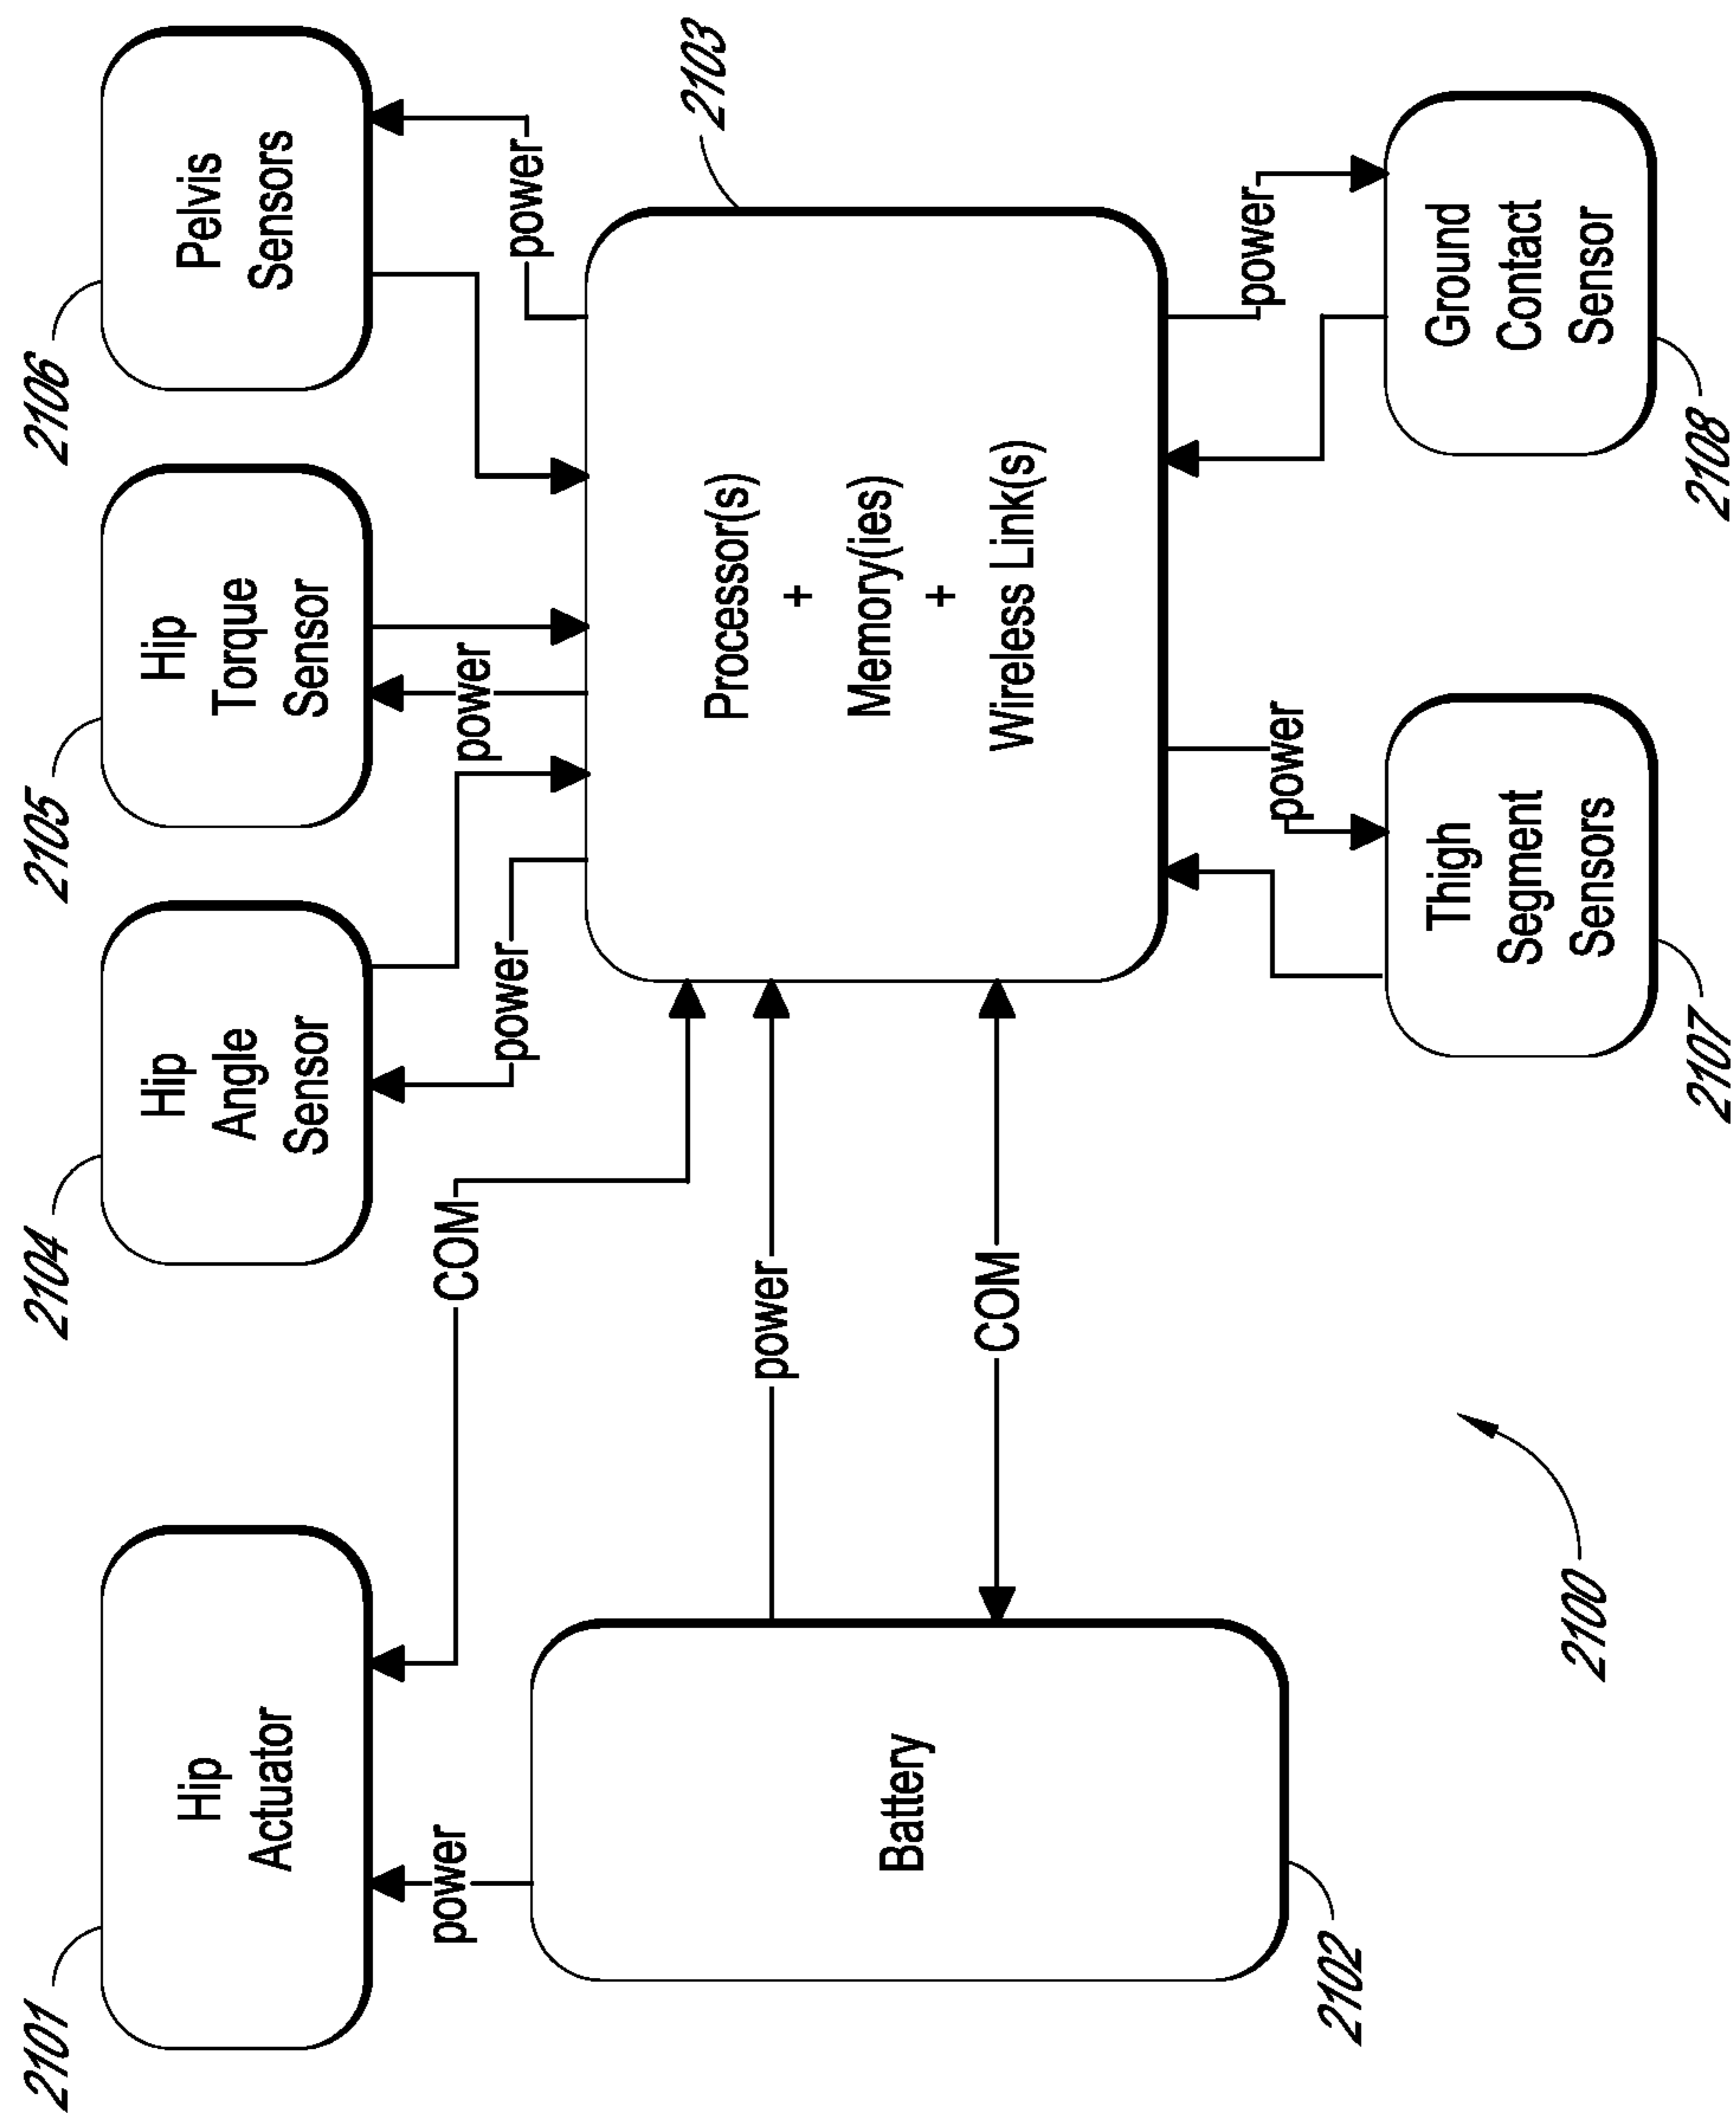 2101
Hip
Actuator
2104
Hip
Angle
Sensor
2105
Hip
Torque
Sensor
2106
Pelvis
Sensors
power
COM
power
power
power
2103
Battery
2102
power
COM
Processor(s)
+
Memory(ies)
+
Wireless Link(s)
power
power
Thigh
Segment
Sensors
2107
Ground
Contact
Sensor
2108
2100